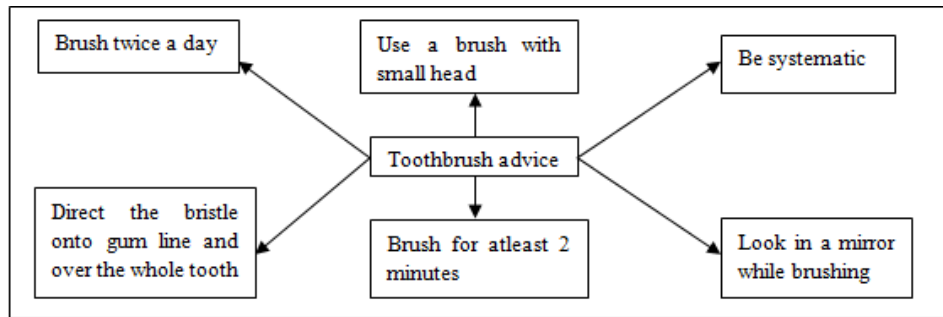 Brush twice a day
Use a brush with
small head
Be systematic
Toothbrush advice
Direct the bristle
onto gum line and
over the whole tooth
Brush for atleast 2
minutes
Look in a mirror
while brushing